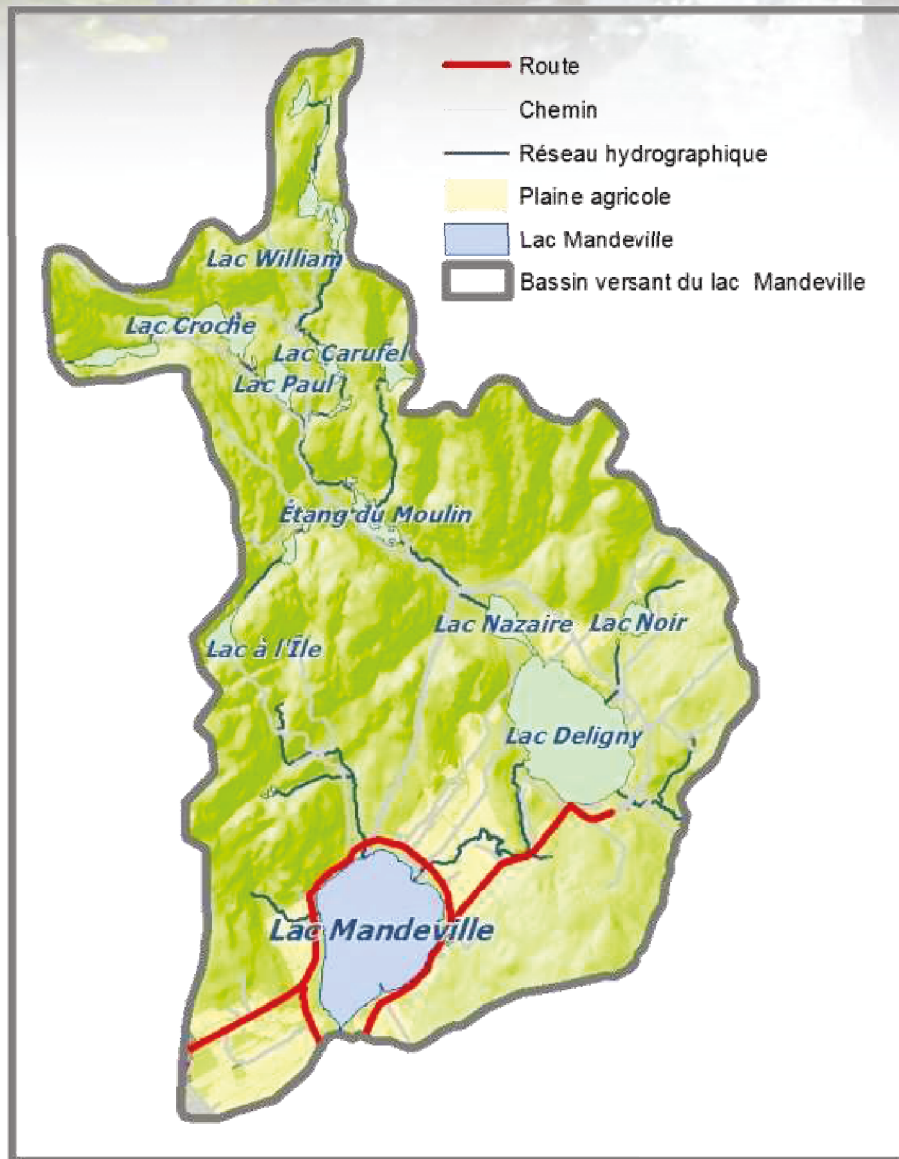 Route
Chemin
Réseau hydrographique
Plaine agricole
Lac Mandeville
Bassin versant du lac Mandeville
Lac William
Lac Croche
Lac Carufel
Lac Paul
Étang du Moulin
Lac Nazaire
Lac Noir
Lac à l'Île
Lac Deligny
Lac Mandeville